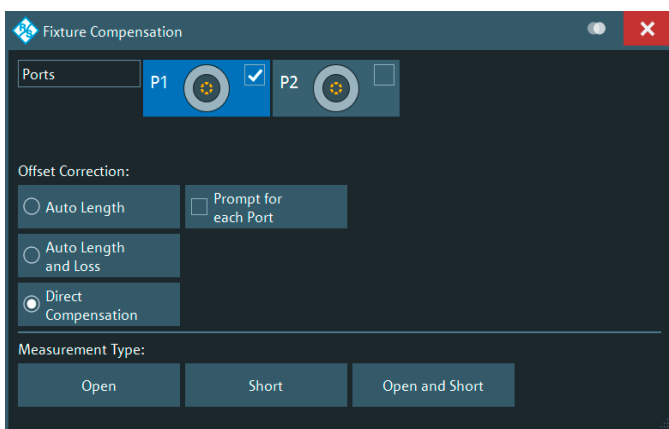 Fixture Compensation
Ports
P1
P2
Offset Correction:
Auto Length
Prompt for
each Port
Auto Length
and Loss
Direct
Compensation
Measurement Type:
Open
Short
Open and Short